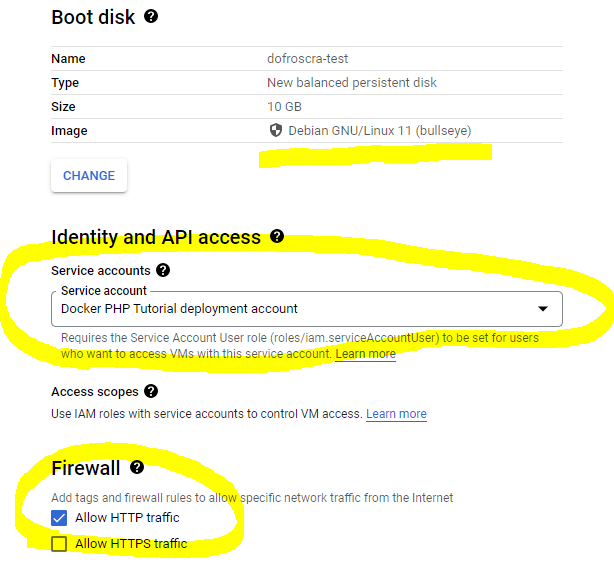 Boot disk
Name dofroscra-test
Type New balanced persistent disk
Size 10 GB
Image Debian GNU/Linux 11 (bullseye)
CHANGE
Identity and API access
Service accounts
Service account
Docker PHP Tutorial deployment account
Requires the Service Account User role (roles/iam.serviceAccountUser) to be set for users
who want to access VMs with this service account. Learn more
Access scopes
Use IAM roles with service accounts to control VM access. Learn more
Firewall
Add tags and firewall rules to allow specific network traffic from the Internet
Allow HTTP traffic
Allow HTTPS traffic